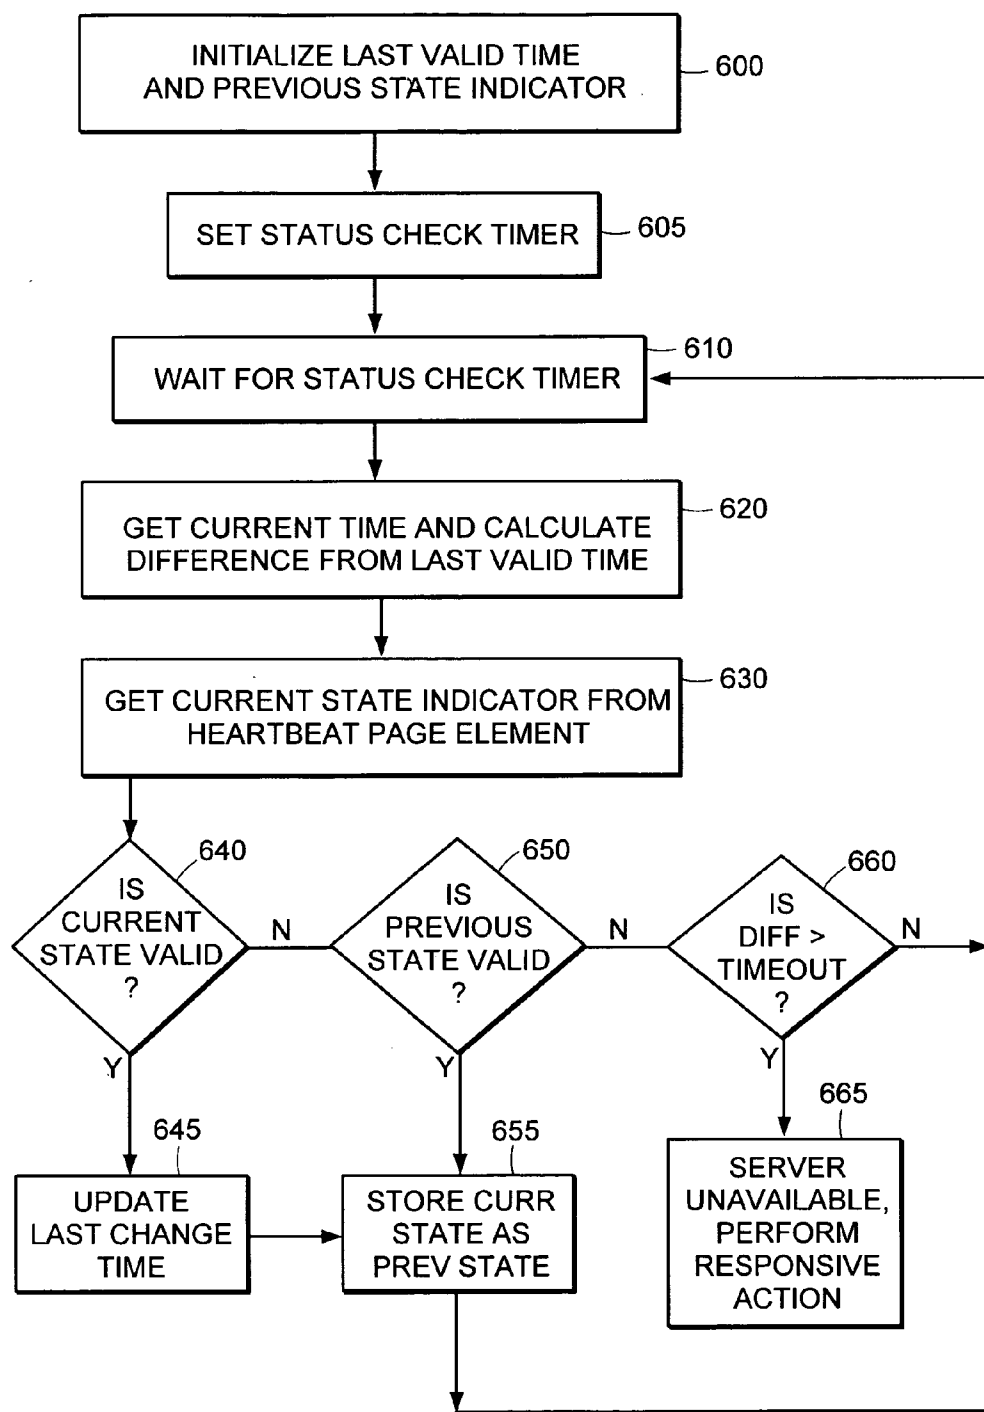 INITIALIZE LAST VALID TIME
AND PREVIOUS STATE INDICATOR
600
SET STATUS CHECK TIMER
605
WAIT FOR STATUS CHECK TIMER
610
GET CURRENT TIME AND CALCULATE
DIFFERENCE FROM LAST VALID TIME
620
GET CURRENT STATE INDICATOR FROM
HEARTBEAT PAGE ELEMENT
630
IS
CURRENT
STATE VALID
?
640
N
Y
IS
PREVIOUS
STATE VALID
?
650
N
Y
IS
DIFF >
TIMEOUT
?
660
N
Y
UPDATE
LAST CHANGE
TIME
645
STORE CURR
STATE AS
PREV STATE
655
SERVER
UNAVAILABLE,
PERFORM
RESPONSIVE
ACTION
665